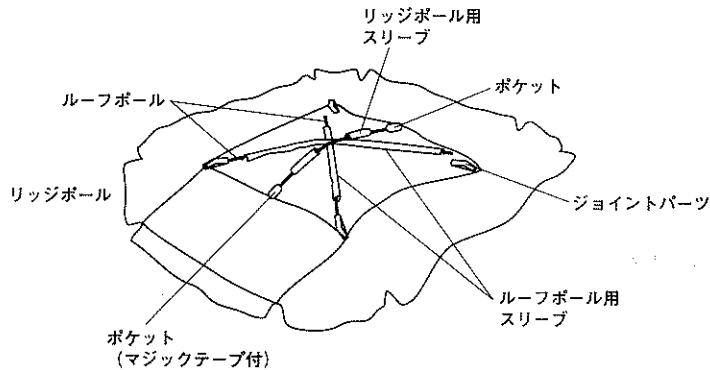 リッジポール用
スリーブ
ポケット
ルーフポール
リッジポール
ジョイントパーツ
ルーフポール用
スリーブ
ポケット
(マジックテープ付)